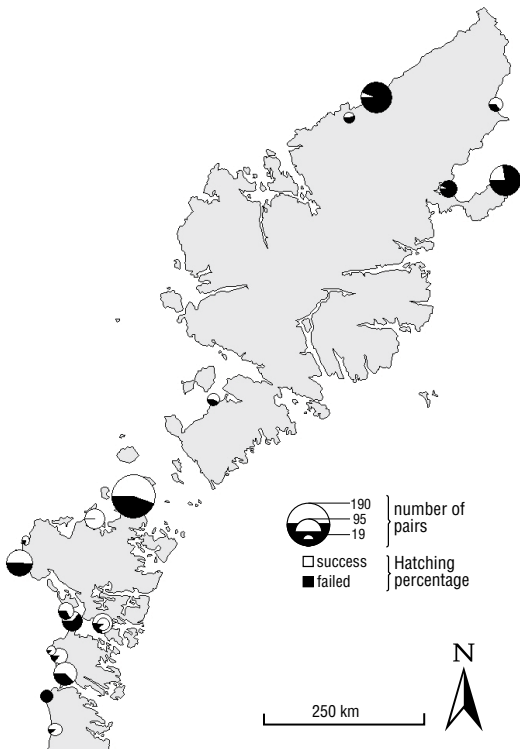 190
95
19
number of
pairs
success
failed
Hatching
percentage
N
250 km